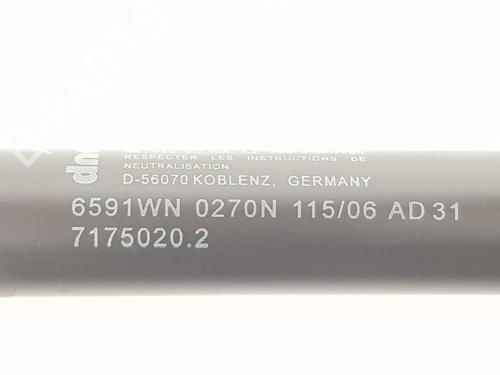 RESPECTER LES INSTRUCTIONS DE
NEUTRALISATION
D-56070 KOBLENZ, GERMANY
6591WN 0270N 115/06 AD 31
7175020.2